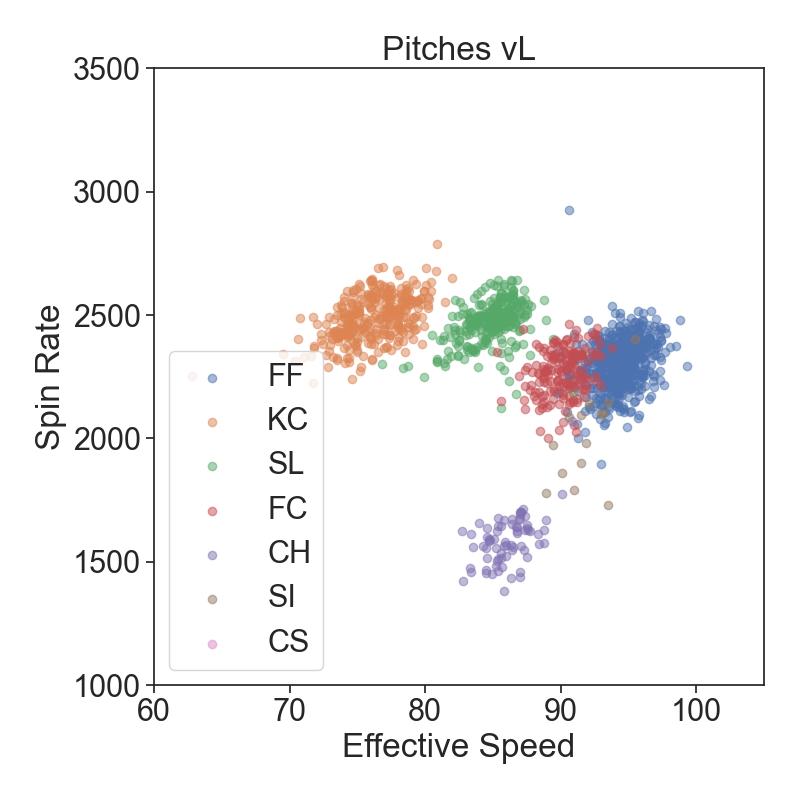 Pitches vL
3500
3000
2500
2000
1500
1000
Spin Rate
FF
KC
SL
FC
CH
SI
CS
60 70 80 90 100
Effective Speed